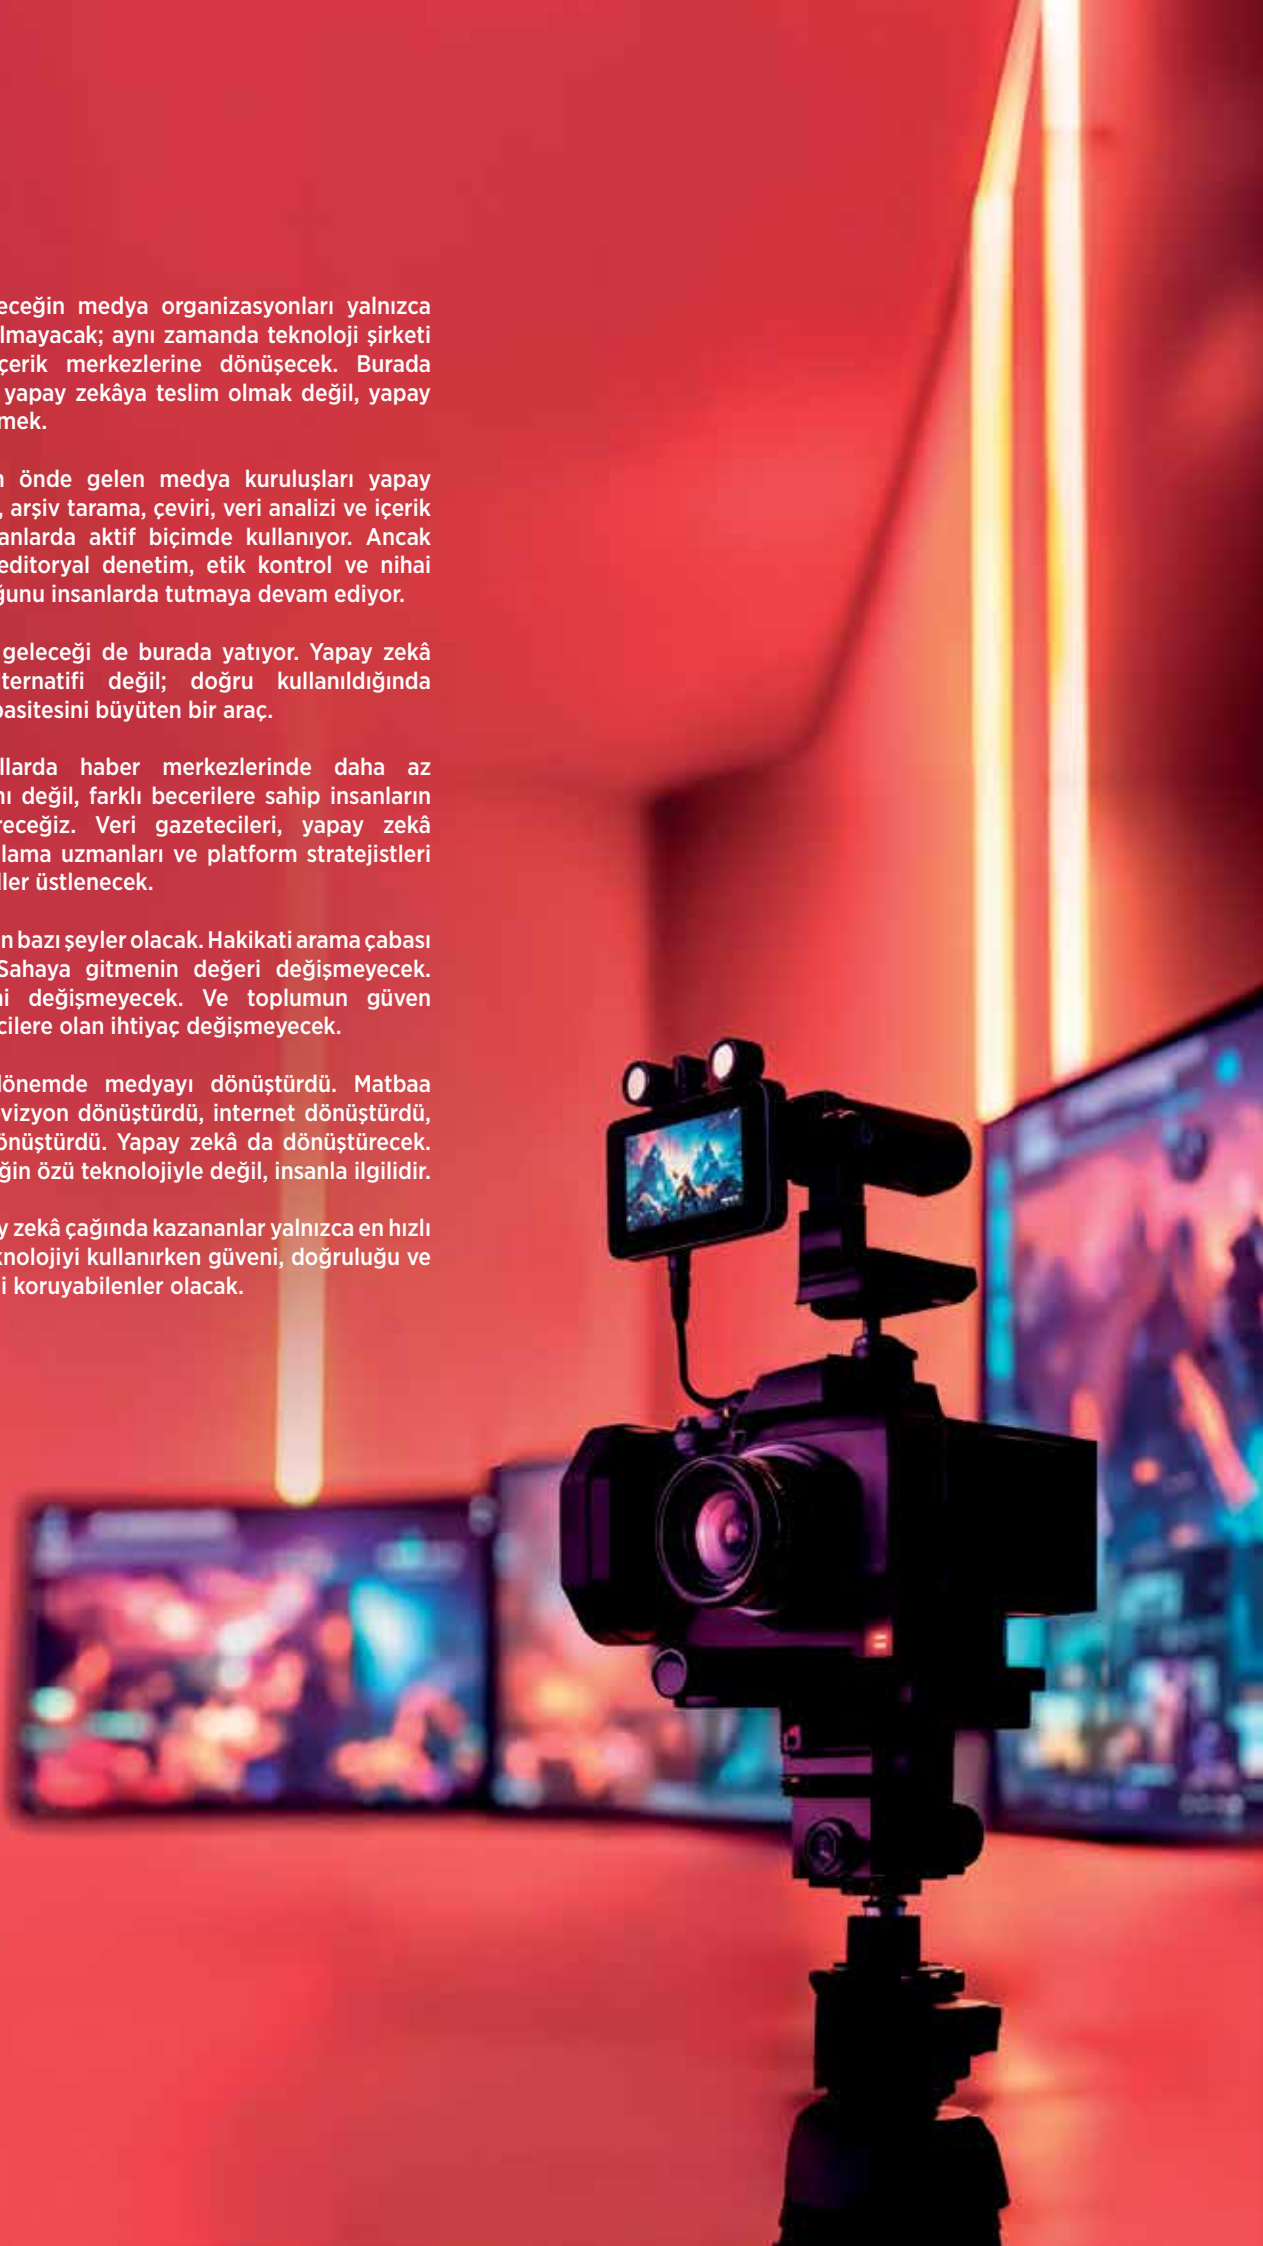 eceğin medya organizasyonları yalnızca
lmayacak; aynı zamanda teknoloji şirketi
çerik merkezlerine dönüşecek. Burada
yapay zekâya teslim olmak değil, yapay
mek.
n önde gelen medya kuruluşları yapay
, arşiv tarama, çeviri, veri analizi ve içerik
anlarda aktif biçimde kullanıyor. Ancak
editoryal denetim, etik kontrol ve nihai
ğunu insanlarda tutmaya devam ediyor.
geleceği de burada yatıyor. Yapay zekâ
ternatifi değil; doğru kullanıldığında
pasitesini büyüten bir araç.
llarda haber merkezlerinde daha az
nı değil, farklı becerilere sahip insanların
receğiz. Veri gazetecileri, yapay zekâ
lama uzmanları ve platform stratejistleri
ller üstlenecek.
n bazı şeyler olacak. Hakikati arama çabası
Sahaya gitmenin değeri değişmeyecek.
ni değişmeyecek. Ve toplumun güven
cilere olan ihtiyaç değişmeyecek.
dönemde medyayı dönüştürdü. Matbaa
vizyon dönüştürdü, internet dönüştürdü,
önüştürdü. Yapay zekâ da dönüştürecek.
ğin özü teknolojiyle değil, insanla ilgilidir.
y zekâ çağında kazananlar yalnızca en hızlı
knolojiyi kullanırken güveni, doğruluğu ve
i koruyabilenler olacak.